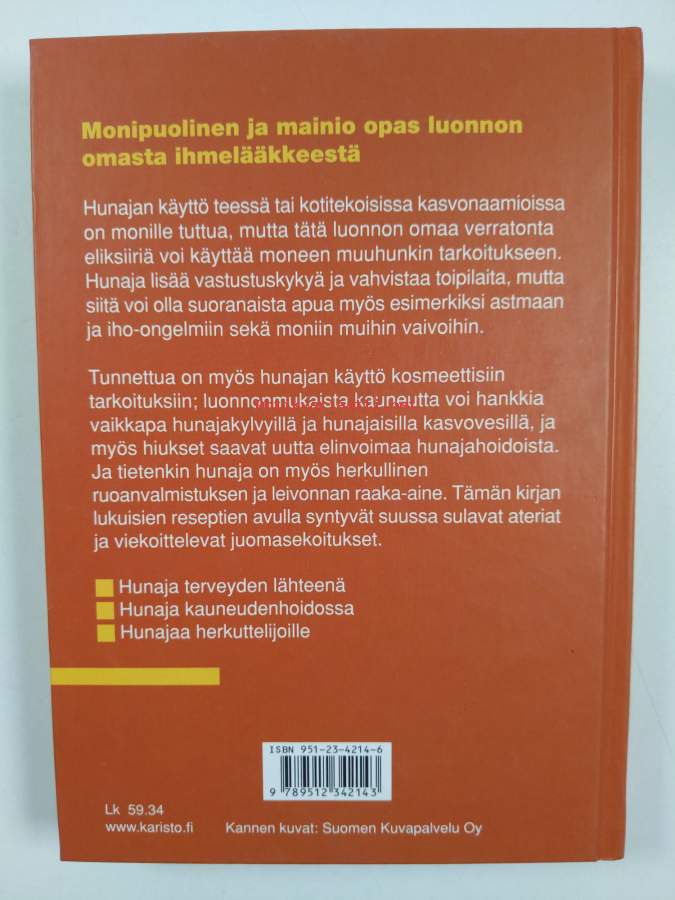 Monipuolinen ja mainio opas luonnon
omasta ihmelääkkeestä
Hunajan käyttö teessä tai kotitekoisissa kasvonaamioissa
on monille tuttua, mutta tätä luonnon omaa verratonta
eliksiiriä voi käyttää moneen muuhunkin tarkoitukseen.
Hunaja lisää vastustuskykyä ja vahvistaa toipilaita, mutta
siitä voi olla suoranaista apua myös esimerkiksi astmaan
ja iho-ongelmiin sekä moniin muihin vaivoihin.
Tunnettua on myös hunajan käyttö kosmeettisiin
tarkoituksiin; luonnonmukaista kauneutta voi hankkia
vaikkapa hunajakylvyillä ja hunajaisilla kasvovesillä, ja
myös hiukset saavat uutta elinvoimaa hunajahoidoista.
Ja tietenkin hunaja on myös herkullinen
ruoanvalmistuksen ja leivonnan raaka-aine. Tämän kirjan
lukuisien reseptien avulla syntyvät suussa sulavat ateriat
ja viekoittelevat juomasekoitukset.
Hunaja terveyden lähteenä
Hunaja kauneudenhoidossa
Hunajaa herkuttelijoille
ISBN 951-23-4214-6
9 789512 342143
Lk 59.34
www.karisto.fi
Kannen kuvat: Suomen Kuvapalvelu Oy